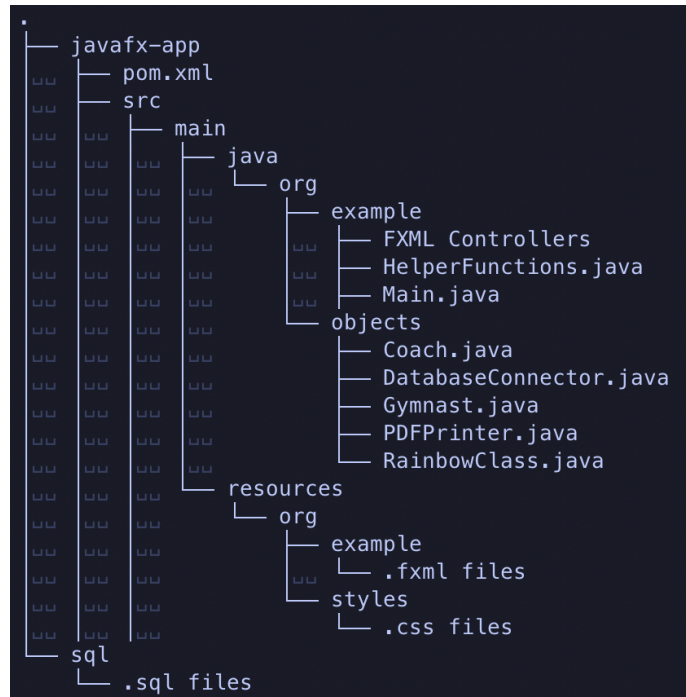 .
├── javafx-app
│   ├── pom.xml
│   ├── src
│   │   ├── main
│   │   │   ├── java
│   │   │   │   └── org
│   │   │   │       ├── example
│   │   │   │       │   ├── FXML Controllers
│   │   │   │       │   ├── HelperFunctions.java
│   │   │   │       │   ├── Main.java
│   │   │   │       └── objects
│   │   │   │           ├── Coach.java
│   │   │   │           ├── DatabaseConnector.java
│   │   │   │           ├── Gymnast.java
│   │   │   │           ├── PDFPrinter.java
│   │   │   │           └── RainbowClass.java
│   │   │   └── resources
│   │   │       └── org
│   │   │           ├── example
│   │   │           │   └── .fxml files
│   │   │           └── styles
│   │   │               └── .css files
└── sql
    └── .sql files